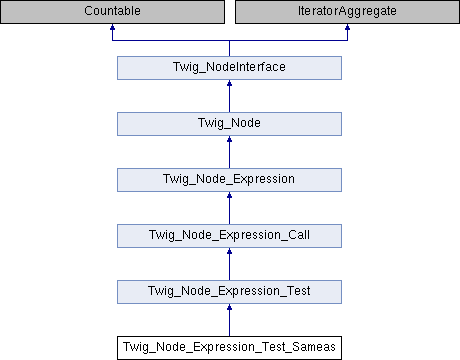 Countable
IteratorAggregate
Twig_NodeInterface
Twig_Node
Twig_Node_Expression
Twig_Node_Expression_Call
Twig_Node_Expression_Test
Twig_Node_Expression_Test_Sameas